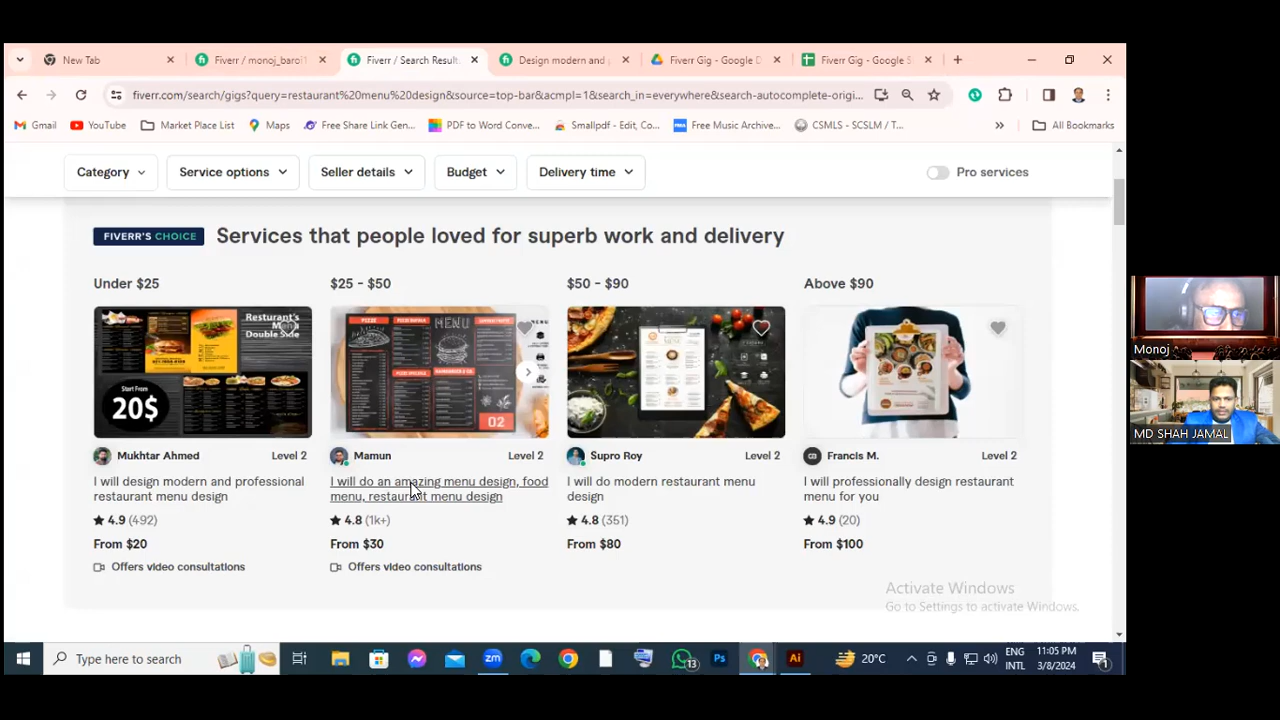 New Tab
Fiverr / monoj_baroi1
Fiverr / Search Result
Design modern and
Fiverr Gig - Google D
Fiverr Gig - Google S
fiverr.com/search/gigs?query=restaurant%20menu%20design&source=top-bar&acmpl=1&search_in=everywhere&search-autocomplete-origi...
Gmail
YouTube
Market Place List
Maps
Free Share Link Gen...
PDF to Word Conve...
Smallpdf - Edit, Co...
Free Music Archive...
CSMLS - SCSLM / T...
All Bookmarks
Category
Service options
Seller details
Budget
Delivery time
Pro services
FIVERR'S CHOICE
Services that people loved for superb work and delivery
Under $25
$25 - $50
$50 - $90
Above $90
Resturant's
Menu
Double Side
Start From
20$
MENU
02
Mukhtar Ahmed
Level 2
Mamun
Level 2
Supro Roy
Level 2
Francis M.
Level 2
I will design modern and professional
restaurant menu design
I will do an amazing menu design, food
menu, restaurant menu design
I will do modern restaurant menu
design
I will professionally design restaurant
menu for you
4.9 (492)
4.8 (1k+)
4.8 (351)
4.9 (20)
From $20
From $30
From $80
From $100
Offers video consultations
Offers video consultations
Activate Windows
Go to Settings to activate Windows.
Monoj
MD SHAH JAMAL
Type here to search
zm
13
Ps
Ai
20°C
ENG
INTL
11:05 PM
3/8/2024
1